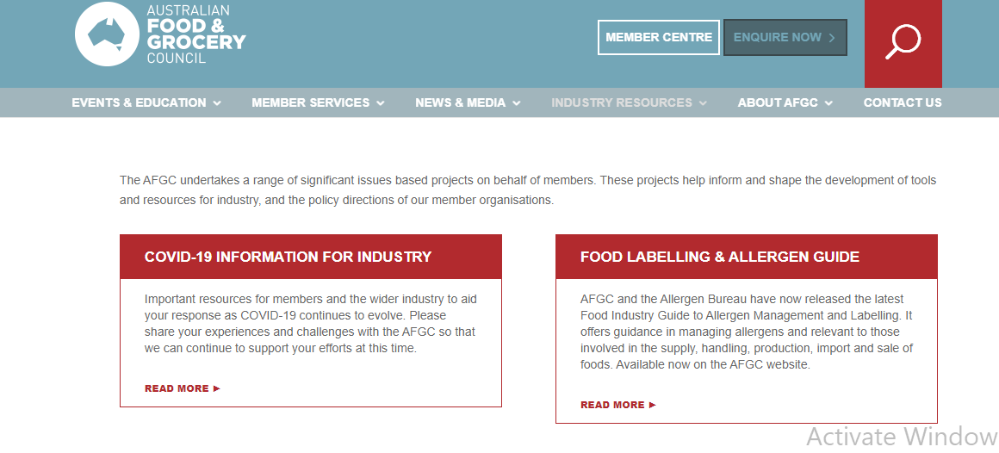 AUSTRALIAN
FOOD &
GROCERY
COUNCIL
MEMBER CENTRE
ENQUIRE NOW
EVENTS & EDUCATION
MEMBER SERVICES
NEWS & MEDIA
INDUSTRY RESOURCES
ABOUT AFGC
CONTACT US
The AFGC undertakes a range of significant issues based projects on behalf of members. These projects help inform and shape the development of tools
and resources for industry, and the policy directions of our member organisations.
COVID-19 INFORMATION FOR INDUSTRY
Important resources for members and the wider industry to aid
your response as COVID-19 continues to evolve. Please
share your experiences and challenges with the AFGC so that
we can continue to support your efforts at this time.
READ MORE ►
FOOD LABELLING & ALLERGEN GUIDE
AFGC and the Allergen Bureau have now released the latest
Food Industry Guide to Allergen Management and Labelling. It
offers guidance in managing allergens and relevant to those
involved in the supply, handling, production, import and sale of
foods. Available now on the AFGC website.
READ MORE ►
Activate Window